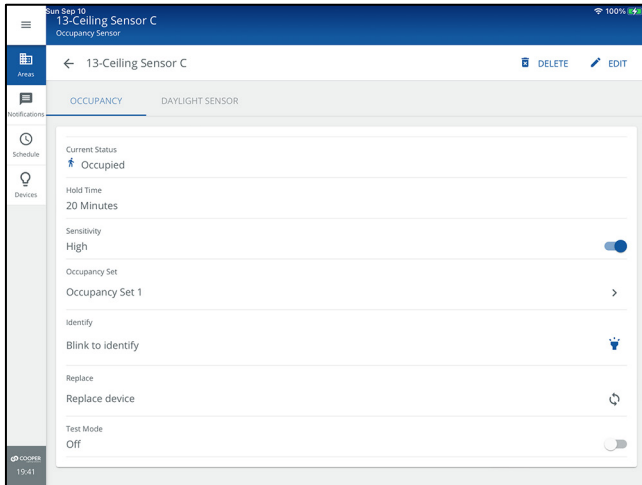 Sun Sep 10
100%
13-Ceiling Sensor C
Occupancy Sensor
Areas
Notifications
Schedule
Devices
COOPER
19:41
13-Ceiling Sensor C
DELETE
EDIT
OCCUPANCY
DAYLIGHT SENSOR
Current Status
Occupied
Hold Time
20 Minutes
Sensitivity
High
Occupancy Set
Occupancy Set 1
Identify
Blink to identify
Replace
Replace device
Test Mode
Off